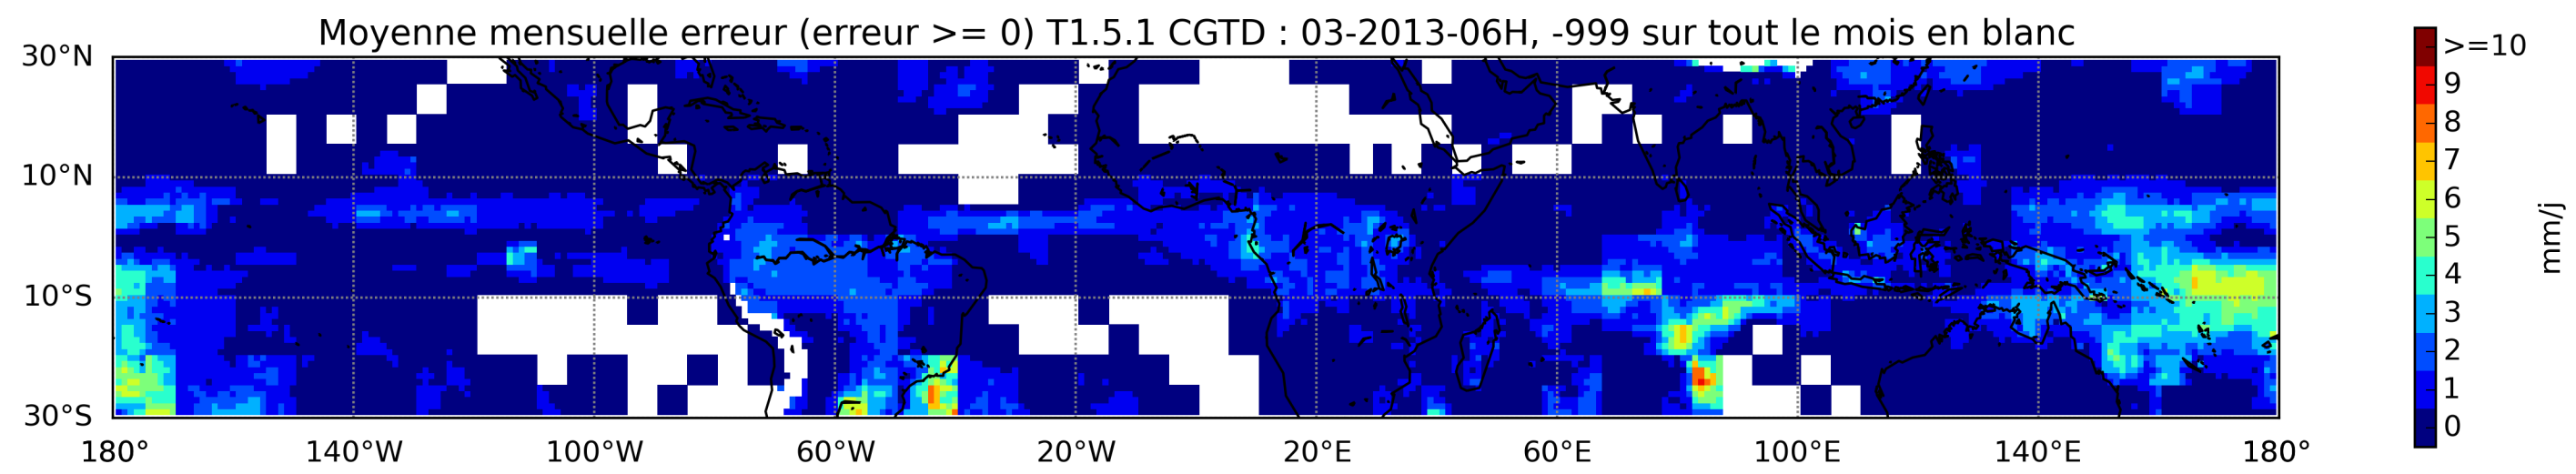 Moyenne mensuelle erreur (erreur >= 0) T1.5.1 CGTD : 03-2013-06H, -999 sur tout le mois en blanc
30°N
10°N
10°S
30°S
180° 140°W 100°W 60°W 20°W 20°E 60°E 100°E 140°E 180°
>=10
9
8
7
6
5
4
3
2
1
0
mm/j